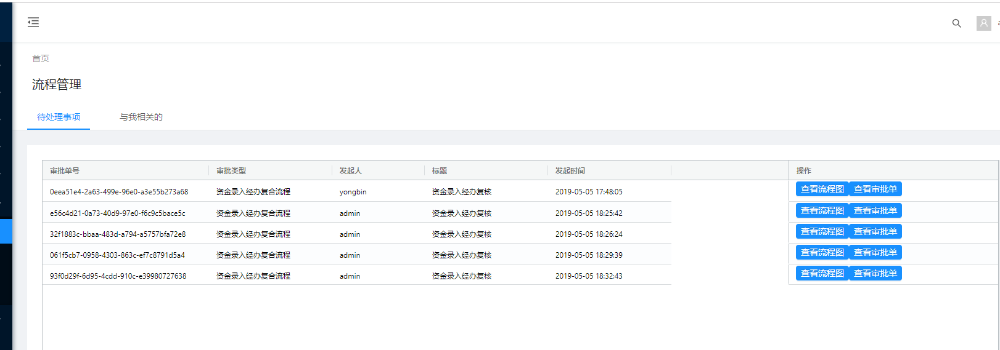 首页
流程管理
待处理事项 与我相关的
审批单号 审批类型 发起人 标题 发起时间 操作
0eea51e4-2a63-499e-96e0-a3e55b273a68 资金录入经办复合流程 yongbin 资金录入经办复核 2019-05-05 17:48:05 查看流程图 查看审批单
e56c4d21-0a73-40d9-97e0-f6c9c5bace5c 资金录入经办复合流程 admin 资金录入经办复核 2019-05-05 18:25:42 查看流程图 查看审批单
32f1883c-bbaa-483d-a794-a5757bfa72e8 资金录入经办复合流程 admin 资金录入经办复核 2019-05-05 18:26:24 查看流程图 查看审批单
061f5cb7-0958-4303-863c-ef7c8791d5a4 资金录入经办复合流程 admin 资金录入经办复核 2019-05-05 18:29:39 查看流程图 查看审批单
93f0d29f-6d95-4cdd-910c-e39980727638 资金录入经办复合流程 admin 资金录入经办复核 2019-05-05 18:32:43 查看流程图 查看审批单